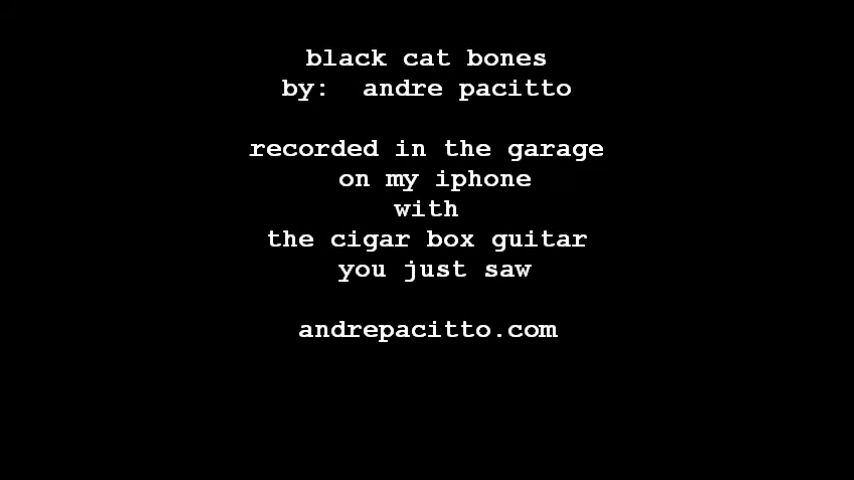 black cat bones
by:  andre pacitto
recorded in the garage
on my iphone
with
the cigar box guitar
you just saw
andrepacitto.com